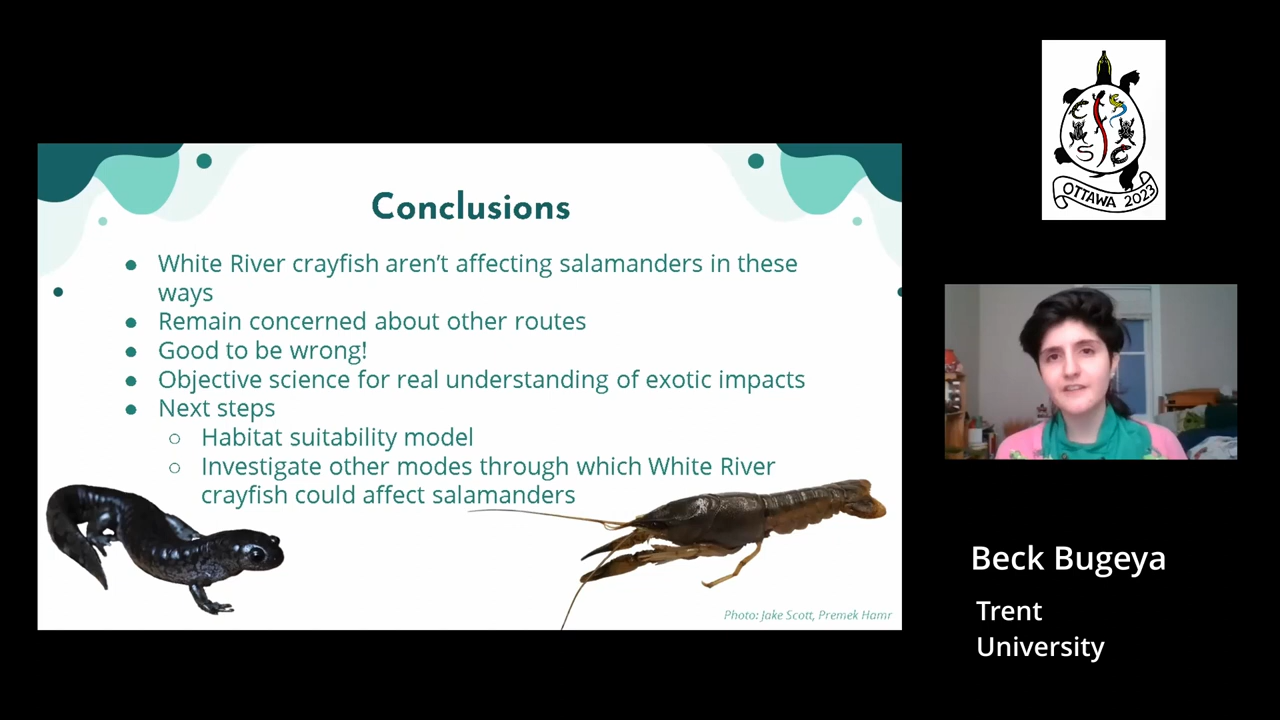 Conclusions
● White River crayfish aren’t affecting salamanders in these
ways
● Remain concerned about other routes
● Good to be wrong!
● Objective science for real understanding of exotic impacts
● Next steps
○ Habitat suitability model
○ Investigate other modes through which White River
crayfish could affect salamanders
Photo: Jake Scott, Premek Hamr
OTTAWA 2023
Beck Bugeya
Trent
University